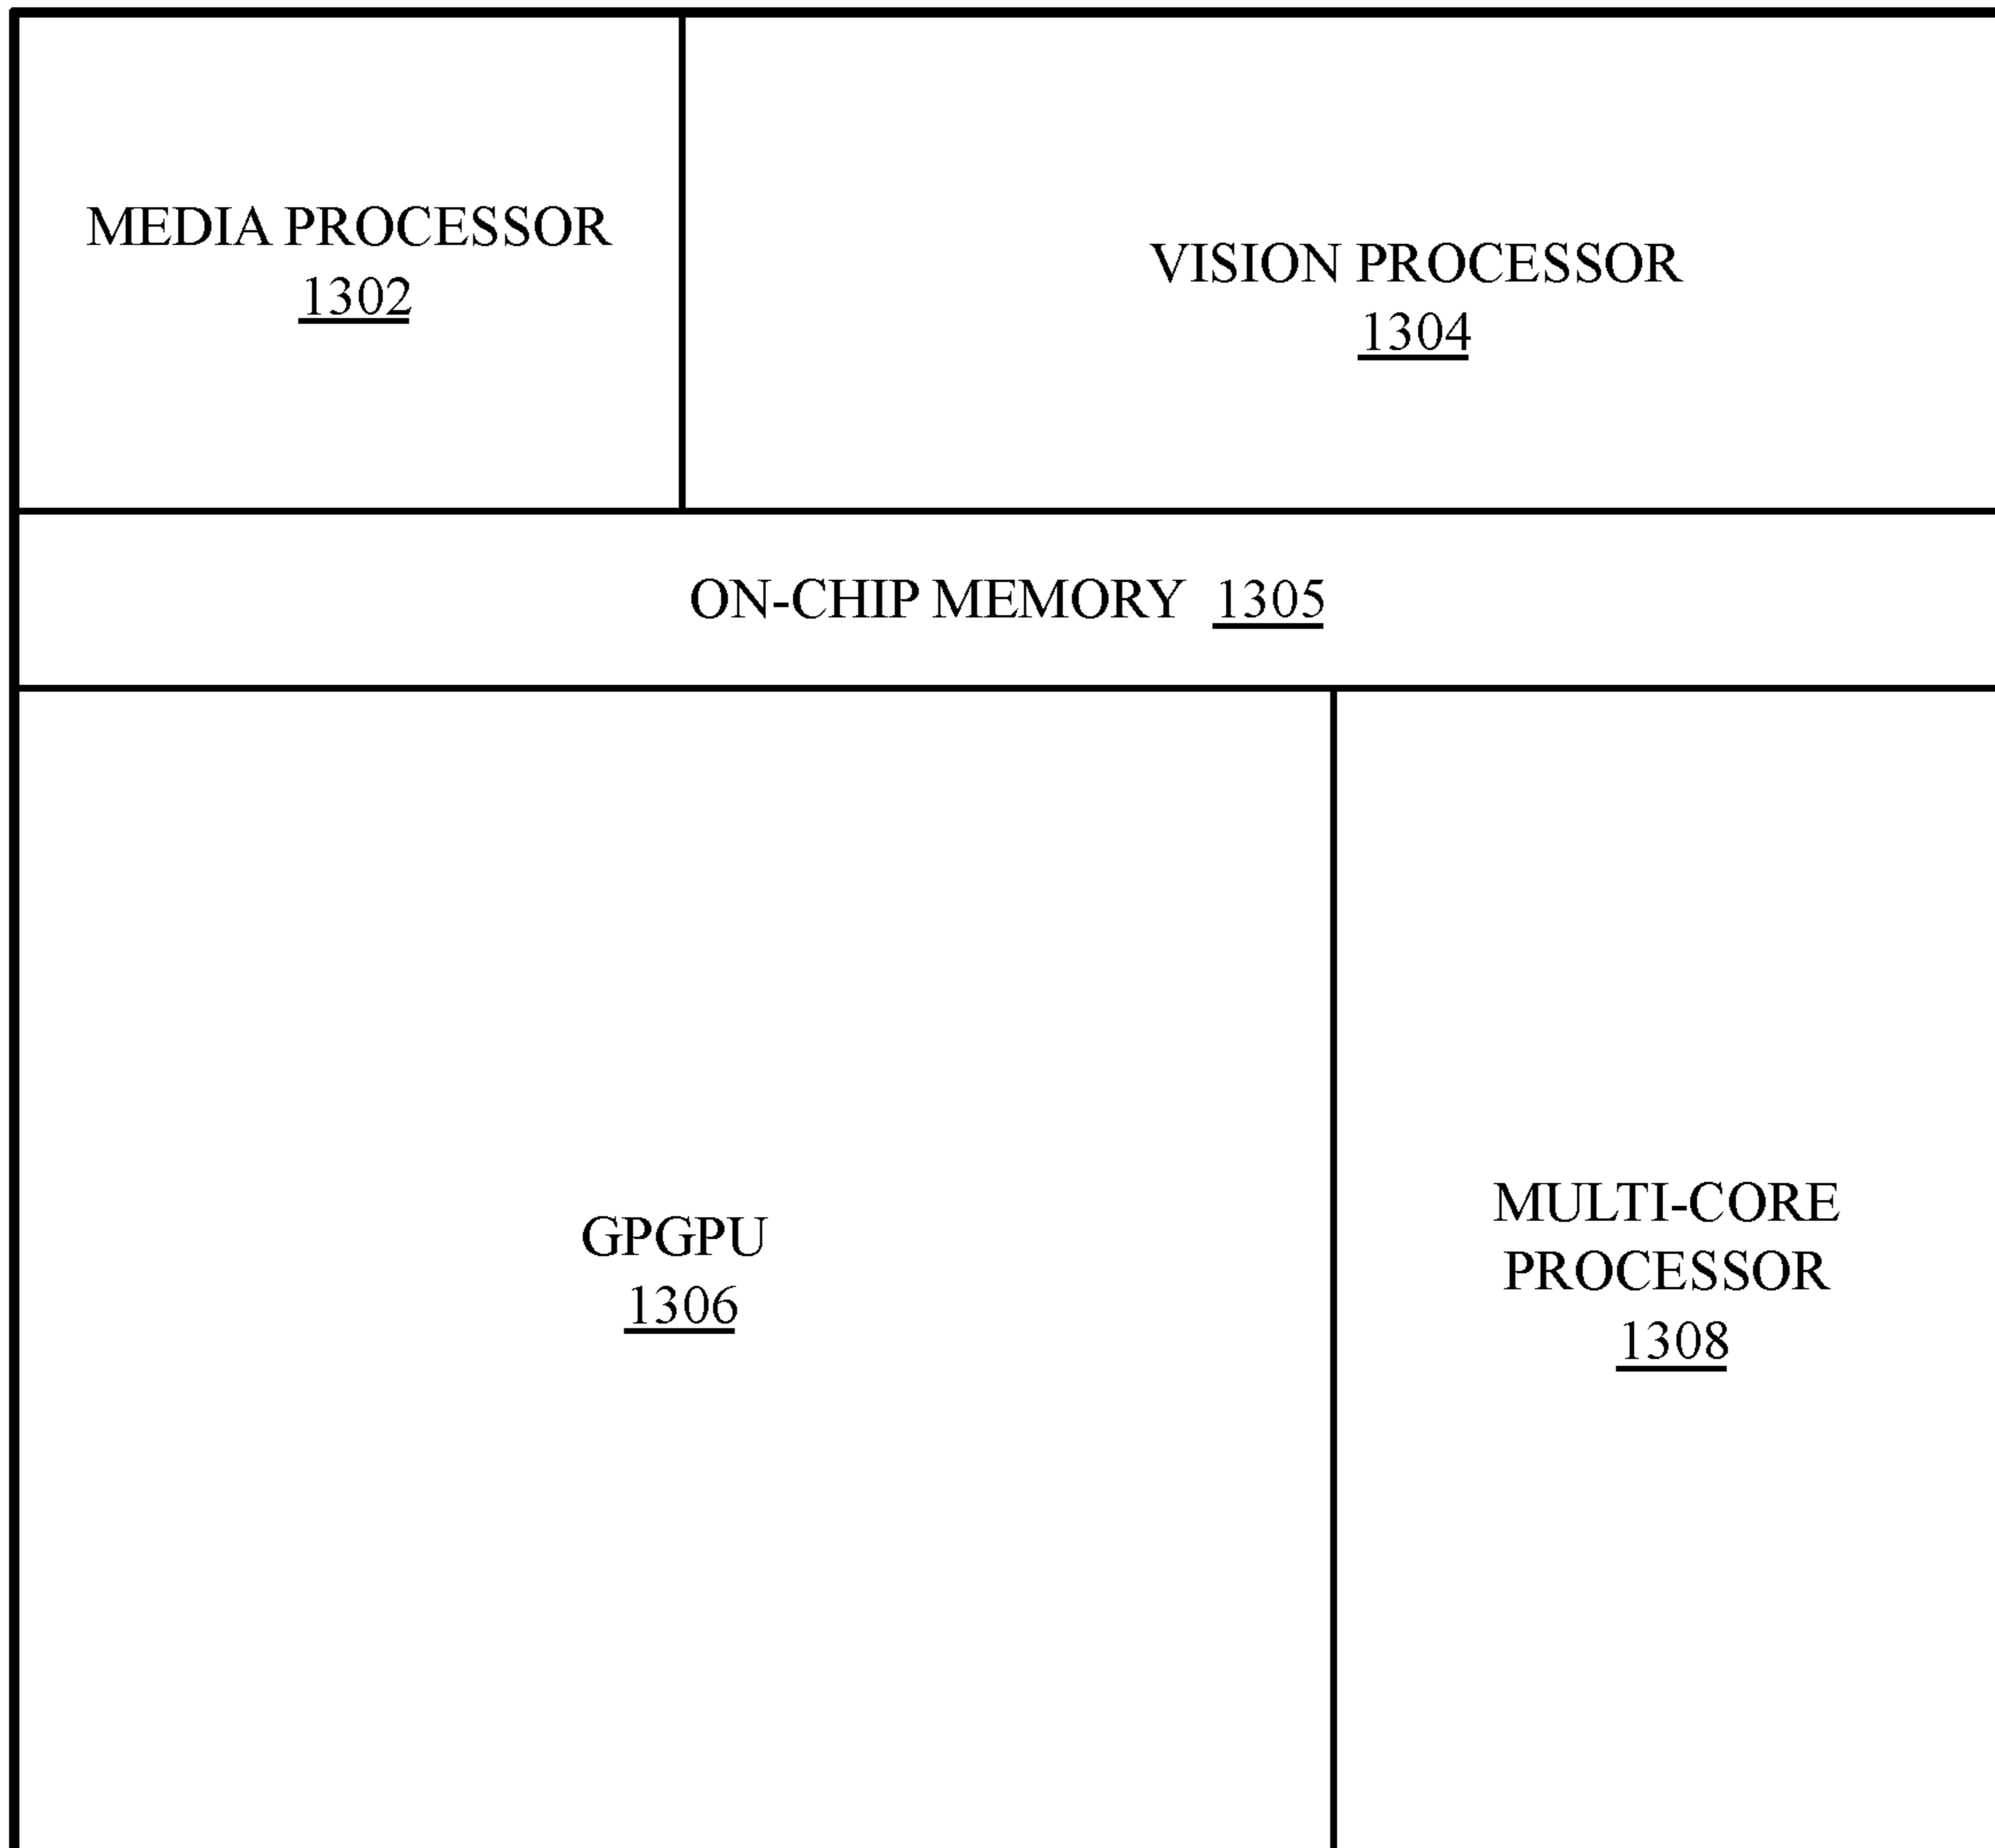 MEDIA PROCESSOR
1302
VISION PROCESSOR
1304
ON-CHIP MEMORY 1305
GPGPU
1306
MULTI-CORE
PROCESSOR
1308